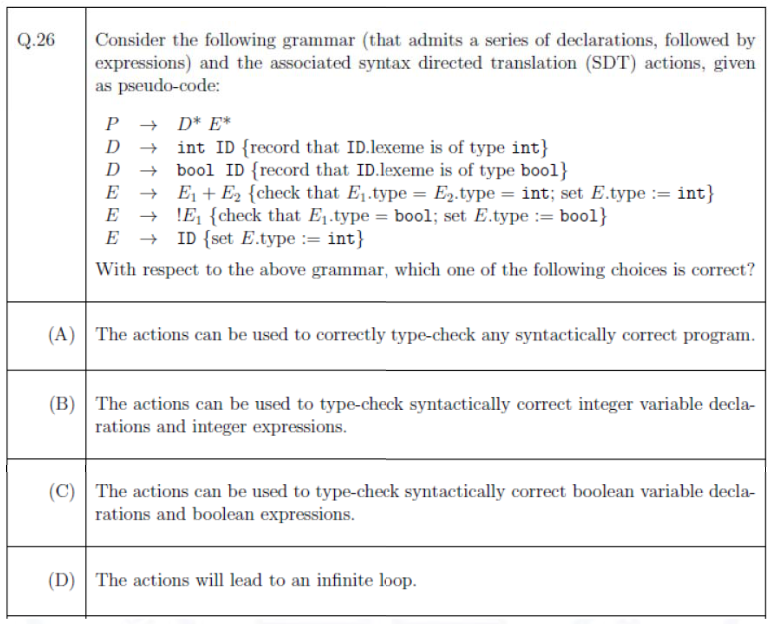 Q.26
Consider the following grammar (that admits a series of declarations, followed by
expressions) and the associated syntax directed translation (SDT) actions, given
as pseudo-code:
P → D* E*
D → int ID {record that ID.lexeme is of type int}
D → bool ID {record that ID.lexeme is of type bool}
E → E₁ + E₂ {check that E₁.type = E₂.type = int; set E.type := int}
E → !E₁ {check that E₁.type = bool; set E.type := bool}
E → ID {set E.type := int}
With respect to the above grammar, which one of the following choices is correct?
(A) The actions can be used to correctly type-check any syntactically correct program.
(B) The actions can be used to type-check syntactically correct integer variable decla-
rations and integer expressions.
(C) The actions can be used to type-check syntactically correct boolean variable decla-
rations and boolean expressions.
(D) The actions will lead to an infinite loop.